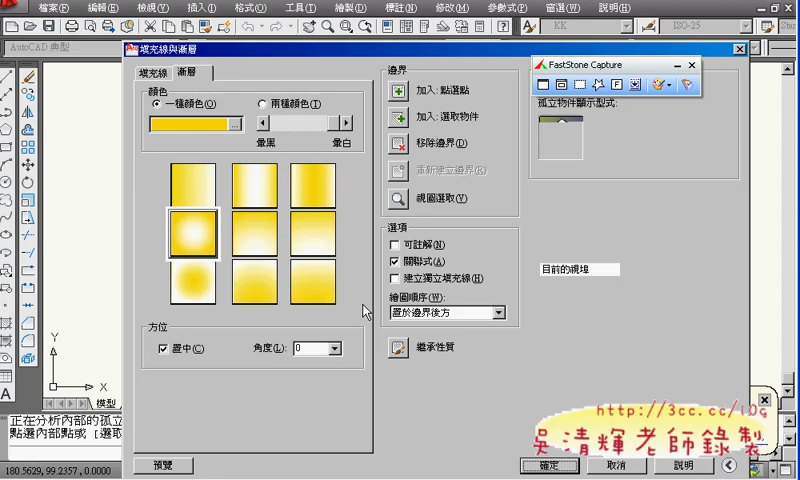 檔案(F) 編輯(E) 檢視(V) 插入(I) 格式(O) 工具(T) 繪製(D) 標註(N) 修改(M) 參數式(P) 視窗(W) 說明(H)
KK ISO-25
AutoCAD 典型
填充線與漸層
填充線 漸層
顏色
一種顏色(O) 兩種顏色(T)
暈黑 暈白
方位
置中(C) 角度(L): 0
邊界
加入: 點選點
加入: 選取物件
移除邊界(D)
重新建立邊界(R)
視圖選取(V)
選項
可註解(N)
關聯式(A)
建立獨立填充線(H)
繪圖順序(W):
置於邊界後方
繼承性質
FastStone Capture
孤立物件顯示型式:
目前的視埠
預覽 確定 取消 說明
Y
X
模型
正在分析內部的孤立
點選內部點或 [選取
180.5629, 99.2357, 0.0000
http://3cc.cc/10g
吳清輝老師錄製